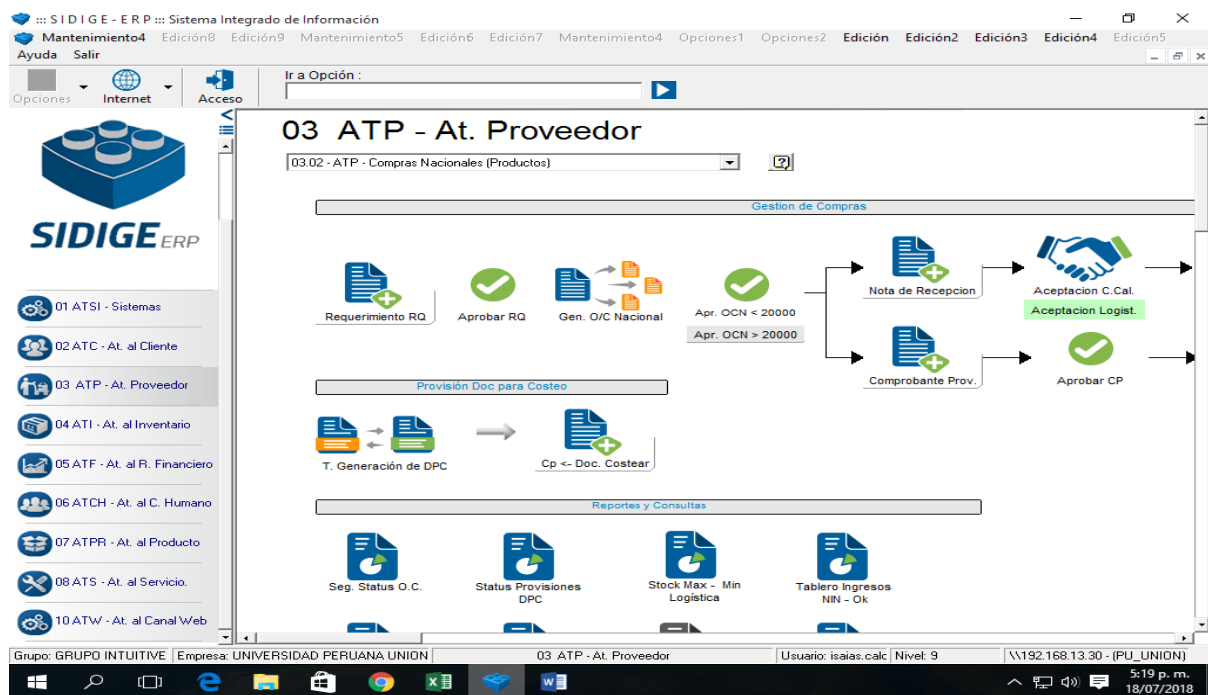 ::: S I D I G E - E R P ::: Sistema Integrado de Información
Mantenimiento4 Edición8 Edición9 Mantenimiento5 Edición6 Edición7 Mantenimiento4 Opciones1 Opciones2 Edición Edición2 Edición3 Edición4 Edición5
Ayuda Salir
Ir a Opción :
Opciones Internet Acceso
SIDIGE ERP
01 ATSI - Sistemas
02 ATC - At. al Cliente
03 ATP - At. Proveedor
04 ATI - At. al Inventario
05 ATF - At. al R. Financiero
06 ATCH - At. al C. Humano
07 ATPR - At. al Producto
08 ATS - At. al Servicio.
10 ATW - At. al Canal Web
03 ATP - At. Proveedor
03.02 - ATP - Compras Nacionales (Productos)
Gestion de Compras
Requerimiento RQ
Aprobar RQ
Gen. O/C Nacional
Apr. OCN < 20000
Apr. OCN > 20000
Nota de Recepcion
Aceptacion C.Cal.
Aceptacion Logist.
Comprobante Prov.
Aprobar CP
Provisión Doc para Costeo
T. Generación de DPC
Cp <- Doc. Costear
Reportes y Consultas
Seg. Status O.C.
Status Provisiones
DPC
Stock Max - Min
Logística
Tablero Ingresos
NIN - Ok
Grupo: GRUPO INTUITIVE Empresa: UNIVERSIDAD PERUANA UNION 03 ATP - At. Proveedor Usuario: isaias.calc Nivel: 9 \\192.168.13.30 - (PU_UNION)
5:19 p. m.
18/07/2018